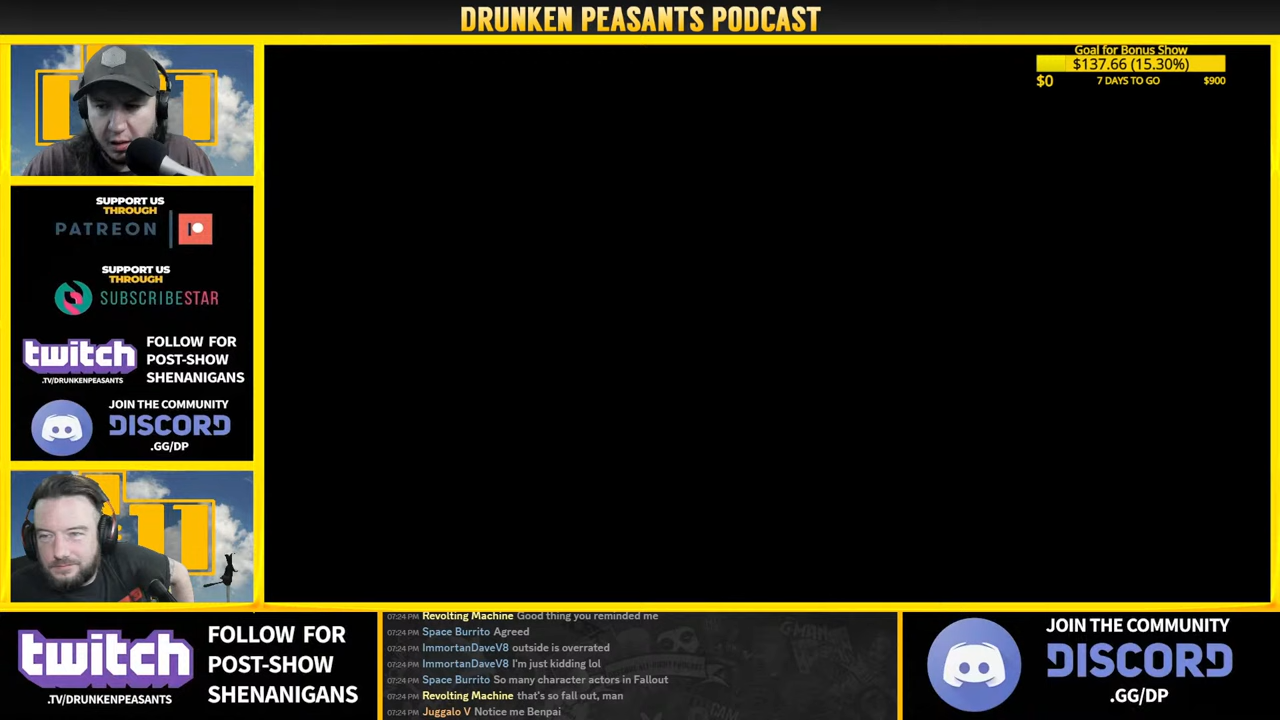 DRUNKEN PEASANTS PODCAST
Goal for Bonus Show
$137.66 (15.30%)
$0 7 DAYS TO GO $900
SUPPORT US
THROUGH
PATREON
SUPPORT US
THROUGH
SUBSCRIBESTAR
twitch
.TV/DRUNKENPEASANTS
FOLLOW FOR
POST-SHOW
SHENANIGANS
JOIN THE COMMUNITY
DISCORD
.GG/DP
twitch
.TV/DRUNKENPEASANTS
FOLLOW FOR
POST-SHOW
SHENANIGANS
07:24 PM Revolting Machine Good thing you reminded me
07:24 PM Space Burrito Agreed
07:24 PM ImmortanDaveV8 outside is overrated
07:24 PM ImmortanDaveV8 I'm just kidding lol
07:24 PM Space Burrito So many character actors in Fallout
07:24 PM Revolting Machine that's so fall out, man
07:24 PM Juggalo V Notice me Benpai
JOIN THE COMMUNITY
DISCORD
.GG/DP